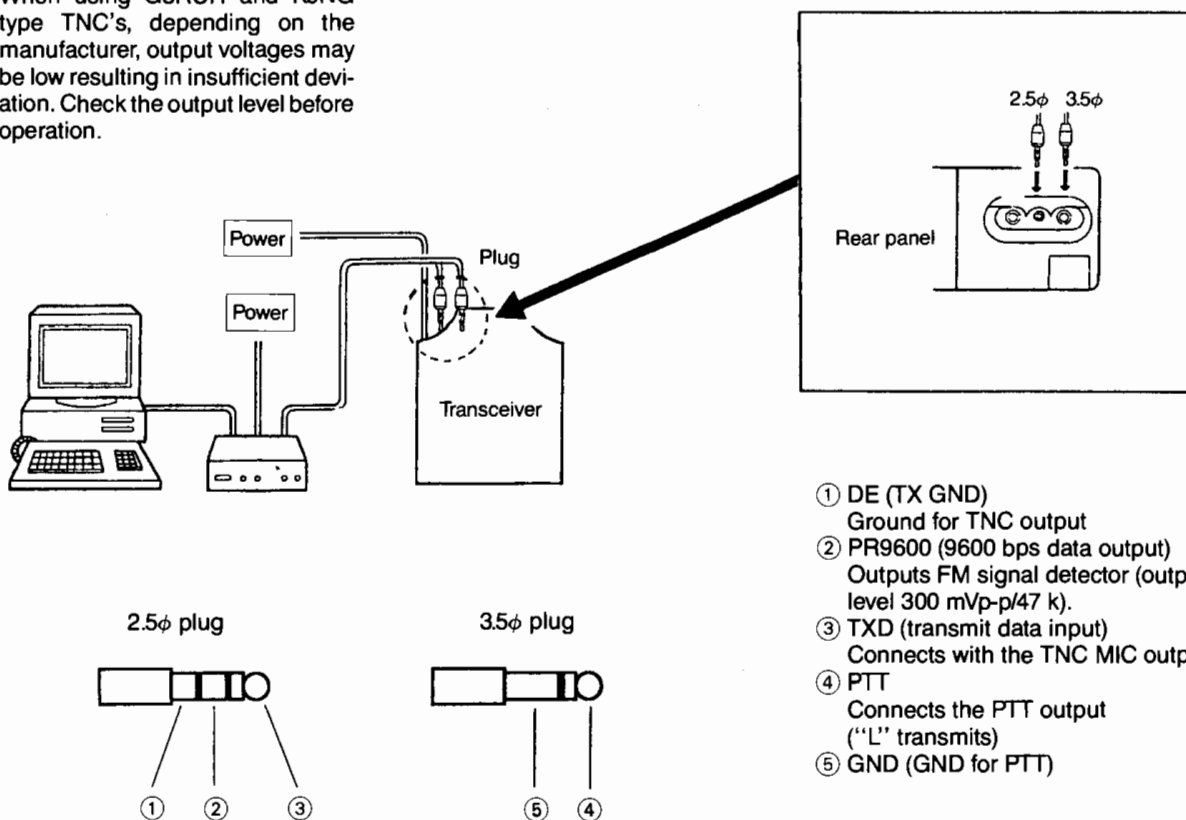 type TNC's, depending on the
manufacturer, output voltages may
be low resulting in insufficient devi-
ation. Check the output level before
operation.
2.5φ 3.5φ
Rear panel
Power
Plug
Power
Transceiver
① DE (TX GND)
Ground for TNC output
② PR9600 (9600 bps data output)
Outputs FM signal detector (outp
level 300 mVp-p/47 k).
③ TXD (transmit data input)
Connects with the TNC MIC outp
④ PTT
Connects the PTT output
("L" transmits)
⑤ GND (GND for PTT)
2.5φ plug
3.5φ plug
① ② ③
⑤ ④